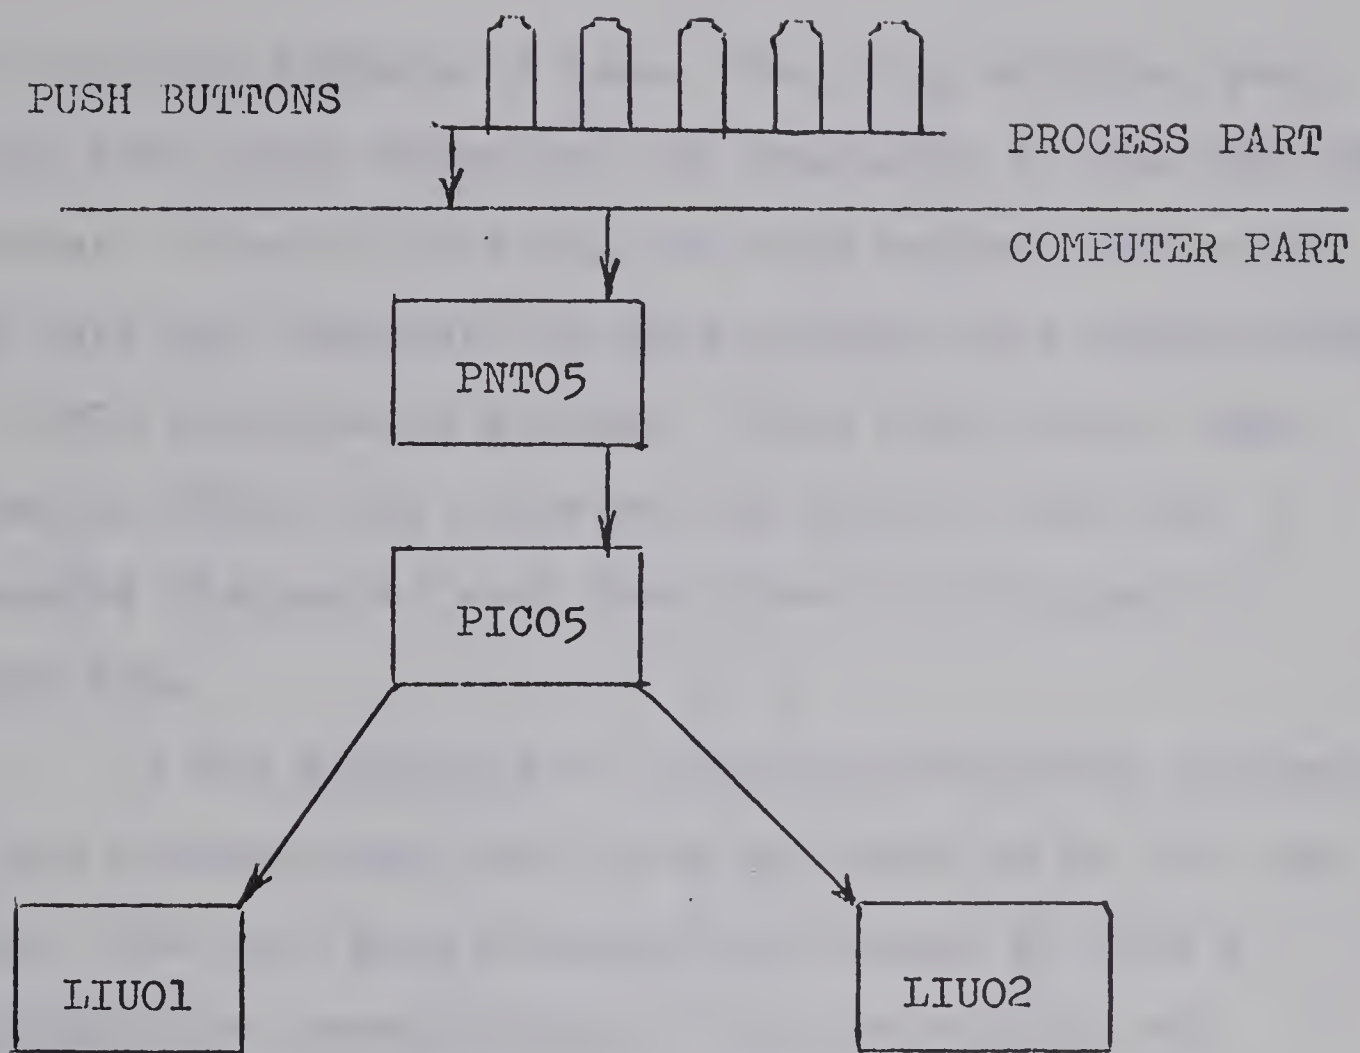 PUSH BUTTONS
PROCESS PART
COMPUTER PART
PNT05
PIC05
LIU01
LIU02